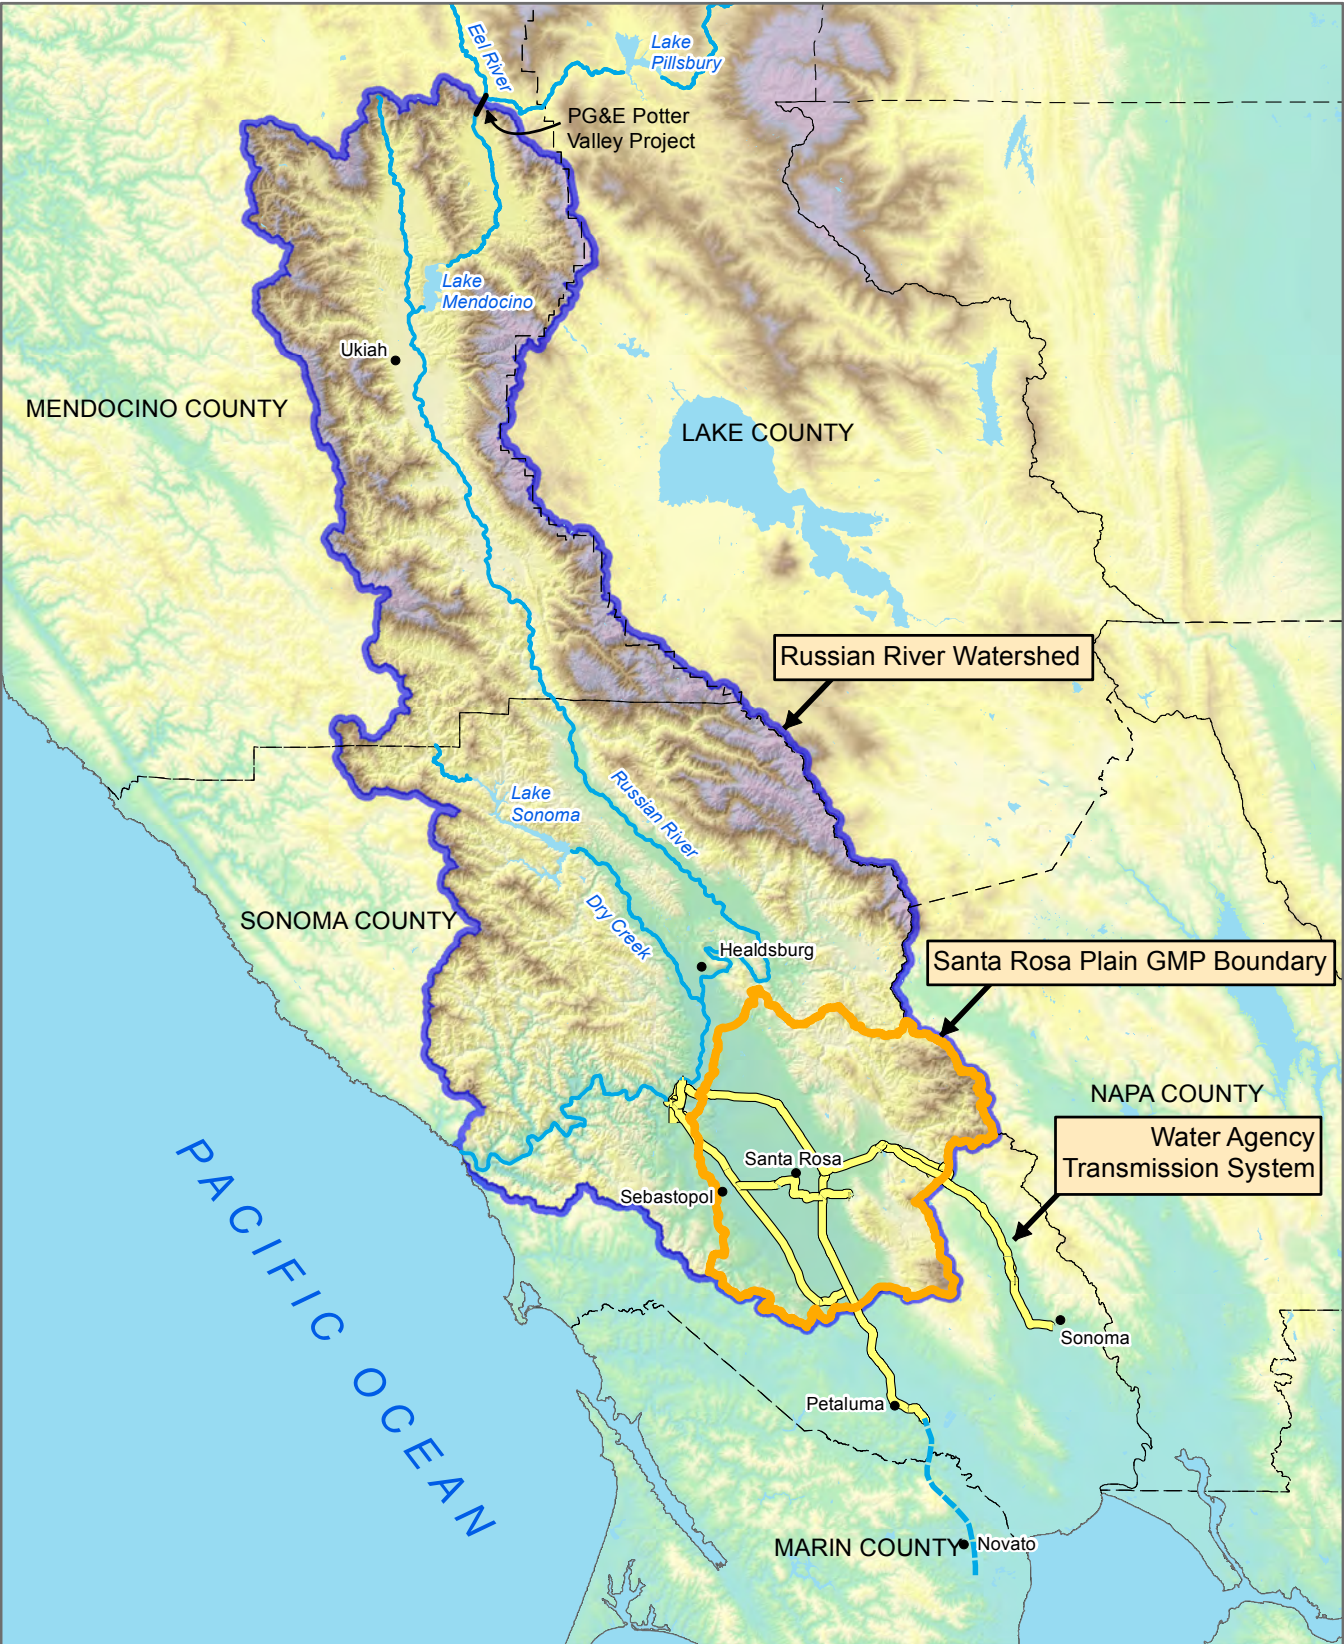 Eel River
Lake
Pillsbury
PG&E Potter
Valley Project
Lake
Mendocino
Ukiah
MENDOCINO COUNTY
LAKE COUNTY
Russian River Watershed
Lake
Sonoma
Russian River
Dry Creek
SONOMA COUNTY
Healdsburg
Santa Rosa Plain GMP Boundary
NAPA COUNTY
Water Agency
Transmission System
Santa Rosa
Sebastopol
PACIFIC OCEAN
Sonoma
Petaluma
MARIN COUNTY
Novato